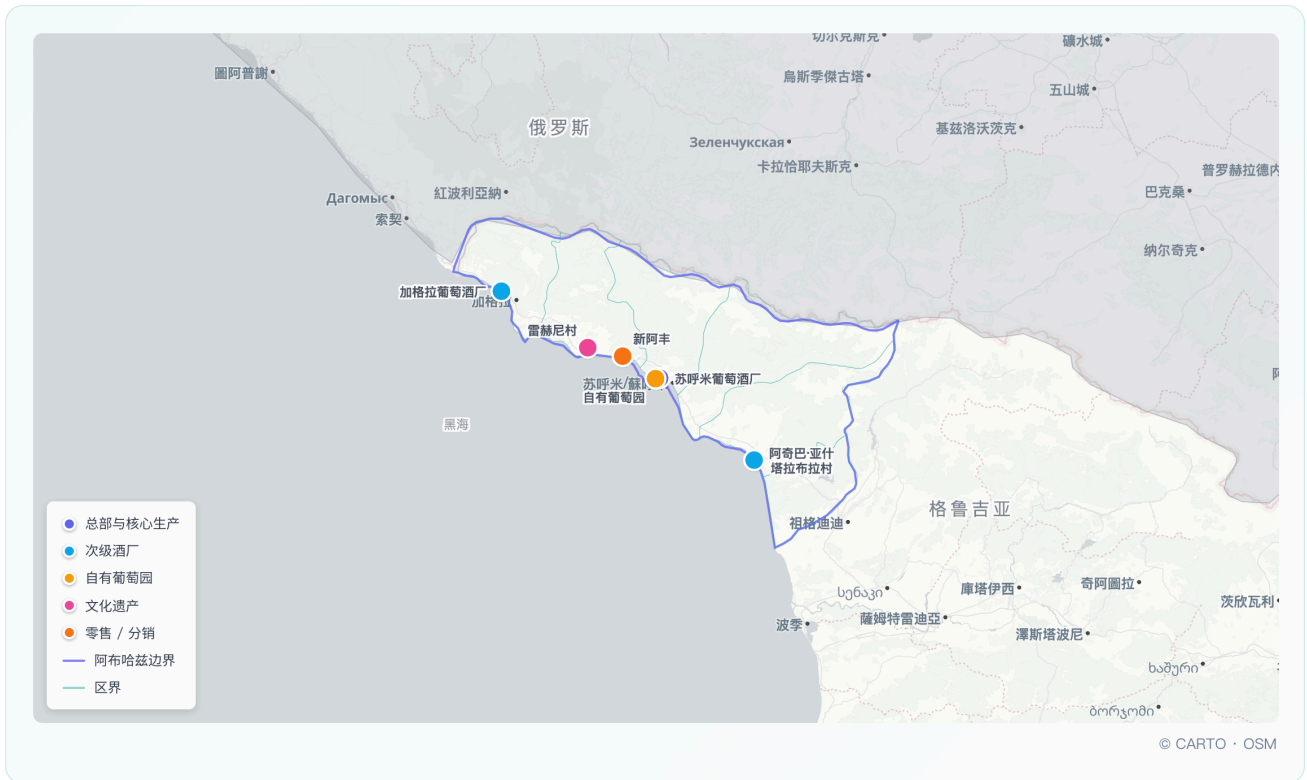 切尔克斯克
礦水城
圖阿普謝
烏斯季傑古塔
五山城
俄罗斯
基兹洛沃茨克
Зеленчукская
卡拉恰耶夫斯克
普罗赫拉德内
Дагомыс
紅波利亞納
巴克桑
索契
纳尔奇克
加格拉葡萄酒厂
加格拉
雷赫尼村
新阿丰
苏呼米葡萄酒厂
苏呼米/蘇
自有葡萄园
黑海
阿奇巴·亚什
塔拉布拉村
格鲁吉亚
祖格迪迪
სენაკი
庫塔伊西
奇阿圖拉
茨欣瓦利
波季
薩姆特雷迪亞
澤斯塔波尼
ხაშური
ბორჯომი
总部与核心生产
次级酒厂
自有葡萄园
文化遗产
零售 / 分销
阿布哈兹边界
区界
© CARTO · OSM